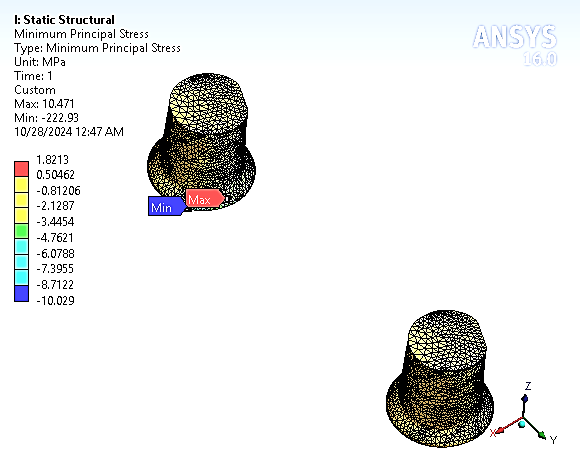 I: Static Structural
Minimum Principal Stress
Type: Minimum Principal Stress
Unit: MPa
Time: 1
Custom
Max: 10.471
Min: -222.93
10/28/2024 12:47 AM
ANSYS
16.0
1.8213
0.50462
-0.81206
-2.1287
-3.4454
-4.7621
-6.0788
-7.3955
-8.7122
-10.029
Min
Max
Z
X
Y